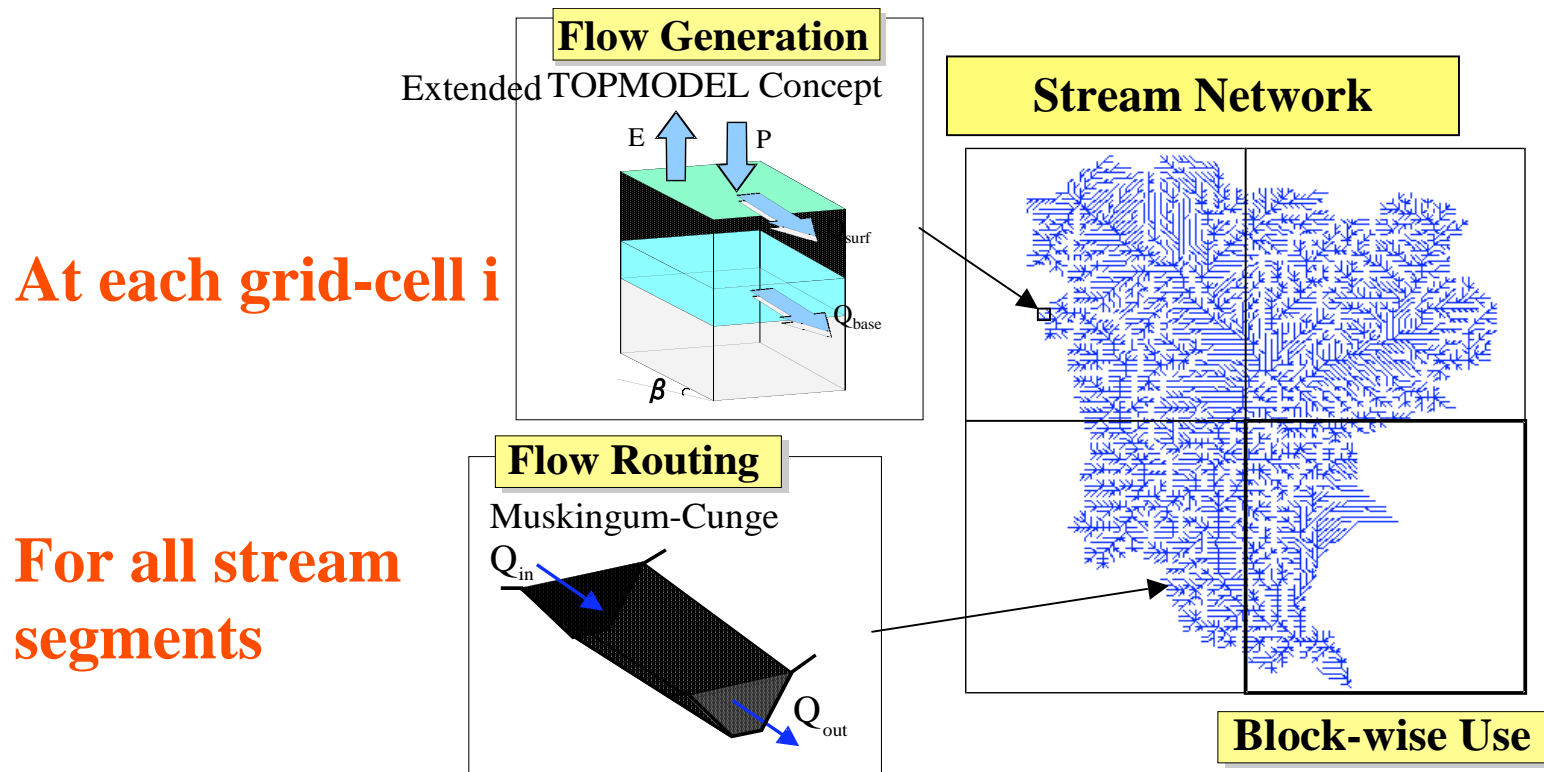 Flow Generation
Extended TOPMODEL Concept
E
P
surf
Q base
β
At each grid-cell i
Stream Network
Flow Routing
Muskingum-Cunge
Q in
Q out
For all stream
segments
Block-wise Use